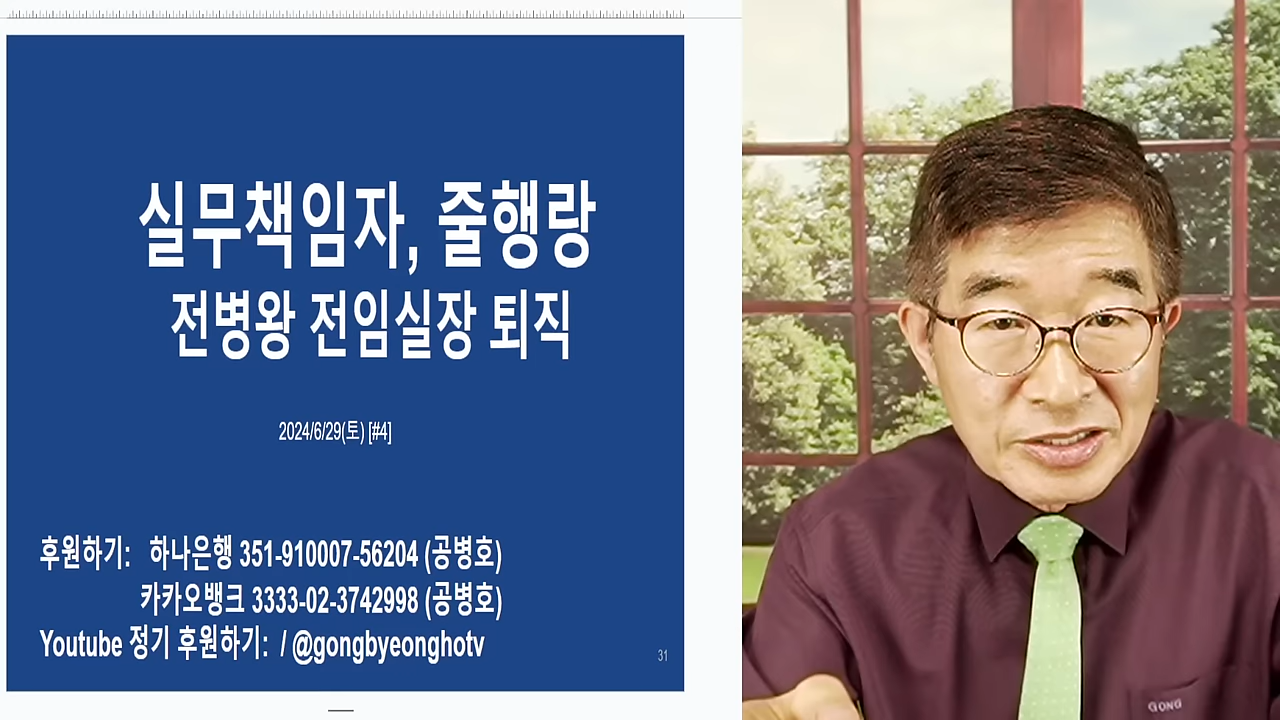 실무책임자, 줄행랑
전병왕 전임실장 퇴직
2024/6/29(토) [#4]
후원하기: 하나은행 351-910007-56204 (공병호)
카카오뱅크 3333-02-3742998 (공병호)
Youtube 정기 후원하기: / @gongbyeonghotv
31
GONG